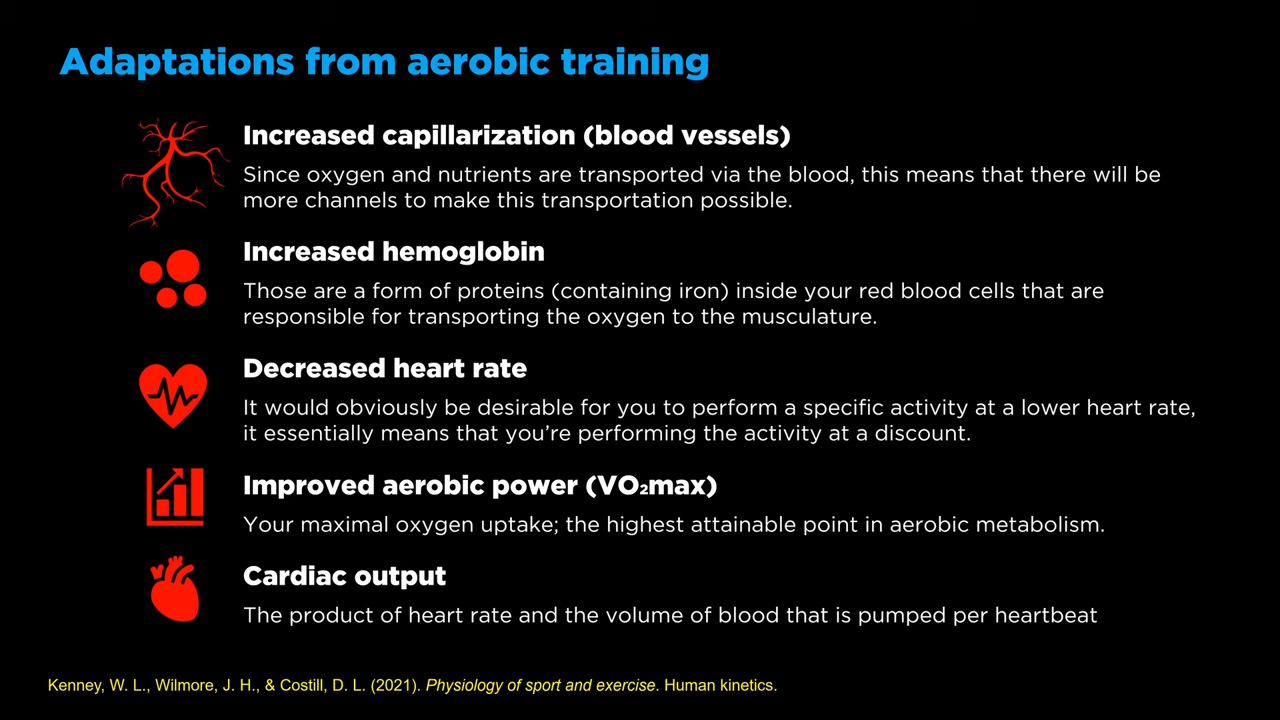 Adaptations from aerobic training
Increased capillarization (blood vessels)
Since oxygen and nutrients are transported via the blood, this means that there will be
more channels to make this transportation possible.
Increased hemoglobin
Those are a form of proteins (containing iron) inside your red blood cells that are
responsible for transporting the oxygen to the musculature.
Decreased heart rate
It would obviously be desirable for you to perform a specific activity at a lower heart rate,
it essentially means that you’re performing the activity at a discount.
Improved aerobic power (VO₂max)
Your maximal oxygen uptake; the highest attainable point in aerobic metabolism.
Cardiac output
The product of heart rate and the volume of blood that is pumped per heartbeat
Kenney, W. L., Wilmore, J. H., & Costill, D. L. (2021). Physiology of sport and exercise. Human kinetics.